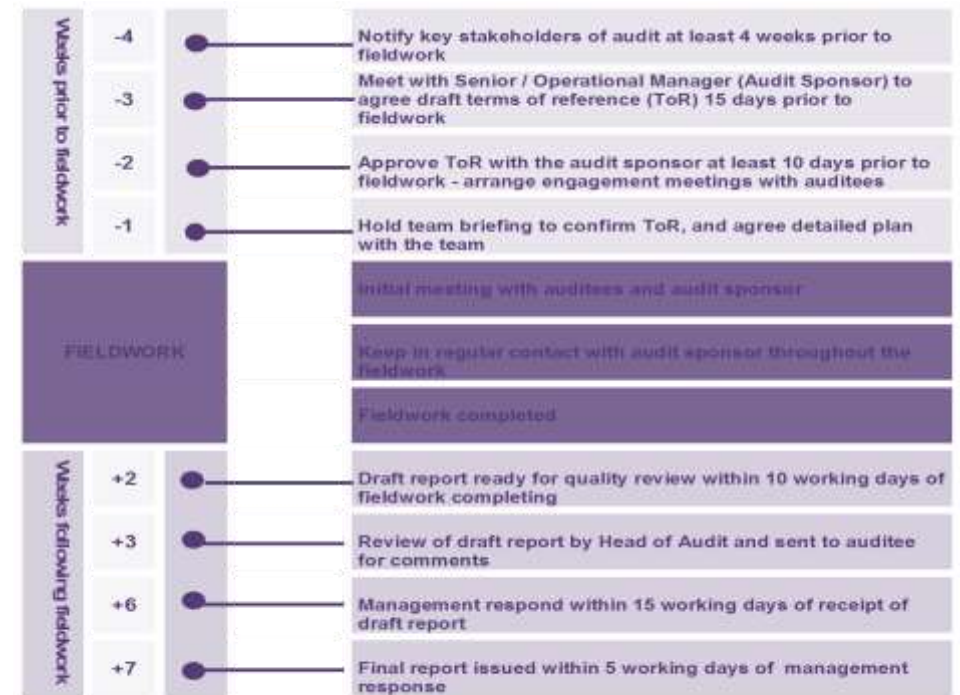 Weeks prior to fieldwork
-4
Notify key stakeholders of audit at least 4 weeks prior to
fieldwork
-3
Meet with Senior / Operational Manager (Audit Sponsor) to
agree draft terms of reference (ToR) 15 days prior to
fieldwork
-2
Approve ToR with the audit sponsor at least 10 days prior to
fieldwork - arrange engagement meetings with auditees
-1
Hold team briefing to confirm ToR, and agree detailed plan
with the team
FIELDWORK
Initial meeting with auditees and audit sponsor
Keep in regular contact with audit sponsor throughout the
fieldwork
Fieldwork completed
Weeks following fieldwork
+2
Draft report ready for quality review within 10 working days of
fieldwork completing
+3
Review of draft report by Head of Audit and sent to auditee
for comments
+6
Management respond within 15 working days of receipt of
draft report
+7
Final report issued within 5 working days of management
response